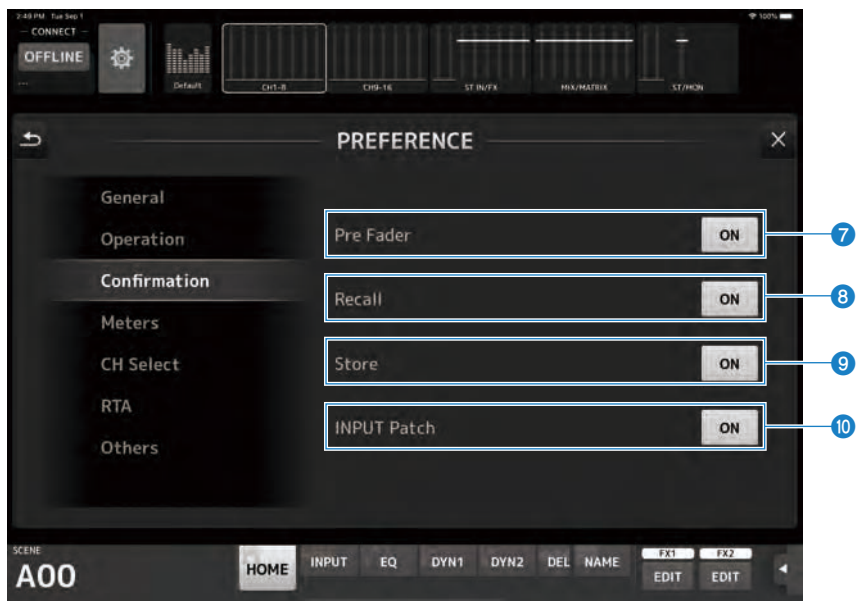 2:49 PM Tue Sep 1
100%
CONNECT
OFFLINE
...
Default
CH1-8
CH9-16
ST IN/FX
MIX/MATRIX
ST/MON
PREFERENCE
General
Operation
Confirmation
Meters
CH Select
RTA
Others
Pre Fader ON 7
Recall ON 8
Store ON 9
INPUT Patch ON 10
SCENE
A00
HOME INPUT EQ DYN1 DYN2 DEL NAME
FX1 FX2
EDIT EDIT